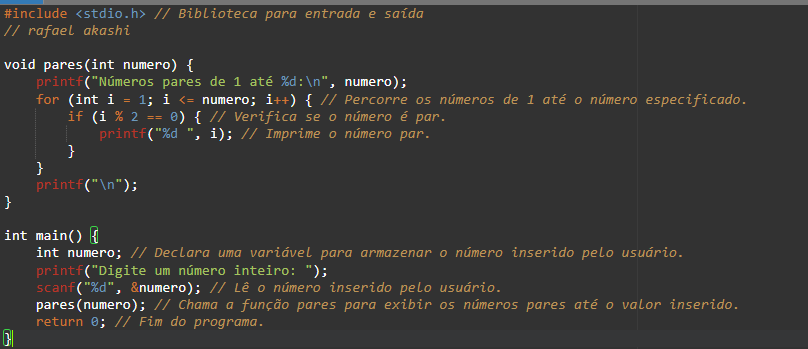 #include <stdio.h> // Biblioteca para entrada e saída
// rafael akashi
void pares(int numero) {
printf("Números pares de 1 até %d:\n", numero);
for (int i = 1; i <= numero; i++) { // Percorre os números de 1 até o número especificado.
if (i % 2 == 0) { // Verifica se o número é par.
printf("%d ", i); // Imprime o número par.
}
}
printf("\n");
}
int main() {
int numero; // Declara uma variável para armazenar o número inserido pelo usuário.
printf("Digite um número inteiro: ");
scanf("%d", &numero); // Lê o número inserido pelo usuário.
pares(numero); // Chama a função pares para exibir os números pares até o valor inserido.
return 0; // Fim do programa.
}